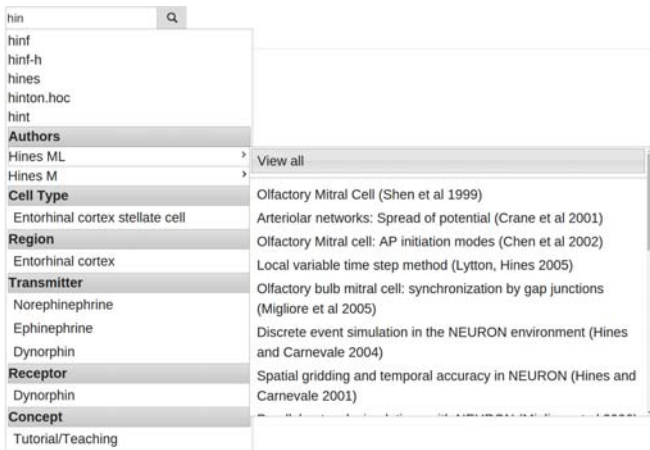 hin
hinf
hinf-h
hines
hinton.hoc
hint
Authors
Hines ML
Hines M
Cell Type
Entorhinal cortex stellate cell
Region
Entorhinal cortex
Transmitter
Norephinephrine
Ephinephrine
Dynorphin
Receptor
Dynorphin
Concept
Tutorial/Teaching
View all
Olfactory Mitral Cell (Shen et al 1999)
Arteriolar networks: Spread of potential (Crane et al 2001)
Olfactory Mitral cell: AP initiation modes (Chen et al 2002)
Local variable time step method (Lytton, Hines 2005)
Olfactory bulb mitral cell: synchronization by gap junctions
(Migliore et al 2005)
Discrete event simulation in the NEURON environment (Hines
and Carnevale 2004)
Spatial gridding and temporal accuracy in NEURON (Hines and
Carnevale 2001)